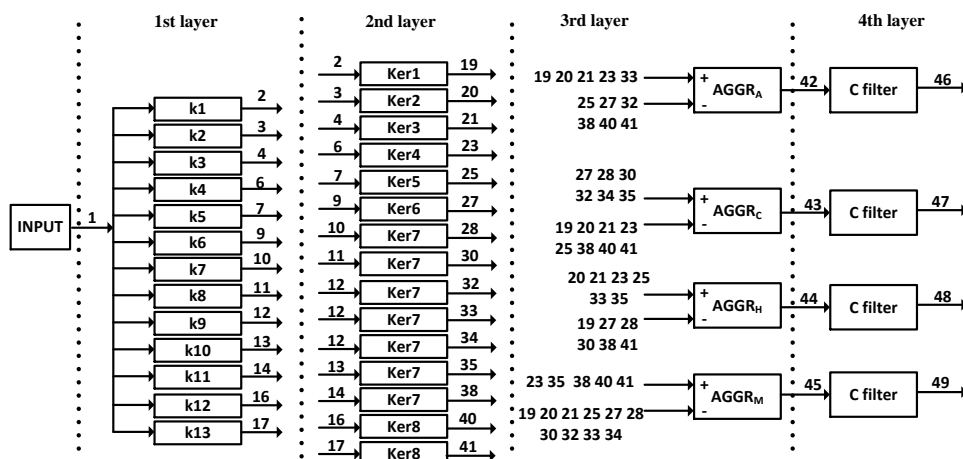 1st layer
2nd layer
3rd layer
4th layer
INPUT
1
k1
2
k2
3
k3
4
k4
6
k5
7
k6
9
k7
10
k8
11
k9
12
k10
13
k11
14
k12
16
k13
17
2
Ker1
19
3
Ker2
20
4
Ker3
21
6
Ker4
23
7
Ker5
25
9
Ker6
27
10
Ker7
28
11
Ker7
30
12
Ker7
32
12
Ker7
33
12
Ker7
34
13
Ker7
35
14
Ker7
38
16
Ker8
40
17
Ker8
41
19 20 21 23 33
25 27 32
38 40 41
+
-
AGGRA
42
C filter
46
27 28 30
32 34 35
19 20 21 23
25 38 40 41
+
-
AGGRC
43
C filter
47
20 21 23 25
33 35
19 27 28
30 38 41
+
-
AGGRH
44
C filter
48
23 35 38 40 41
19 20 21 25 27 28
30 32 33 34
+
-
AGGRM
45
C filter
49